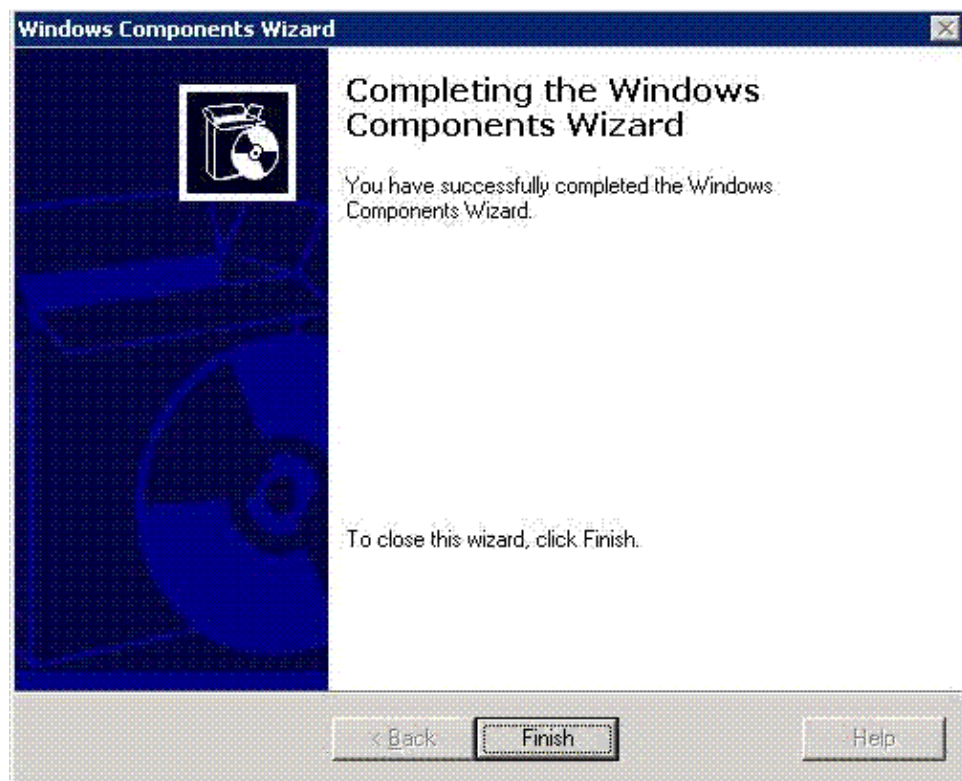 Windows Components Wizard
Completing the Windows
Components Wizard
You have successfully completed the Windows
Components Wizard.
To close this wizard, click Finish.
< Back
Finish
Help